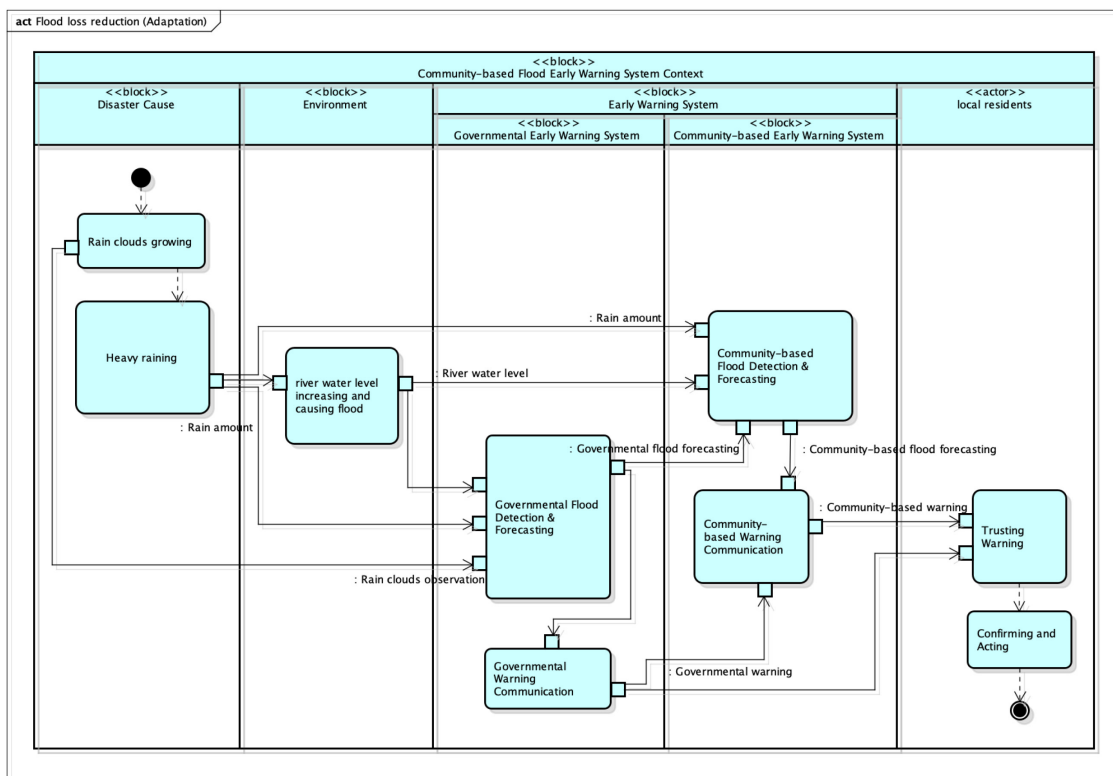 act Flood loss reduction (Adaptation)
<<block>>
Community-based Flood Early Warning System Context
<<block>>
Disaster Cause
<<block>>
Environment
<<block>>
Early Warning System
<<block>>
Governmental Early Warning System
<<block>>
Community-based Early Warning System
<<actor>>
local residents
Rain clouds growing
Heavy raining
: Rain amount
: Rain amount
river water level
increasing and
causing flood
: River water level
Community-based
Flood Detection &
Forecasting
: Governmental flood forecasting
: Community-based flood forecasting
Governmental Flood
Detection &
Forecasting
: Rain clouds observation
Community-
based Warning
Communication
: Community-based warning
Trusting
Warning
Governmental
Warning
Communication
: Governmental warning
Confirming and
Acting